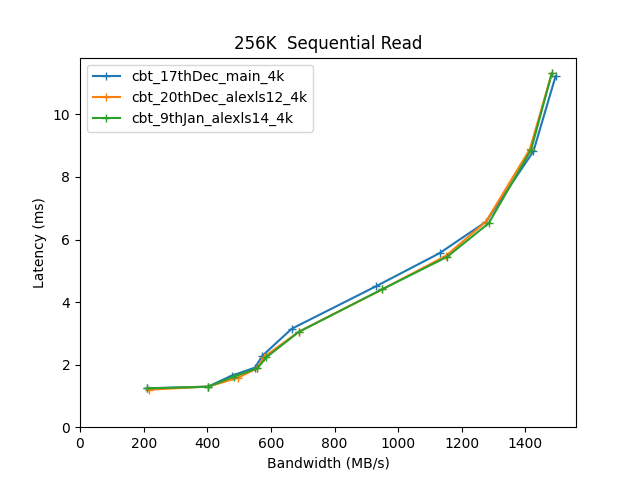 256K  Sequential Read
cbt_17thDec_main_4k
cbt_20thDec_alexls12_4k
cbt_9thJan_alexls14_4k
Latency (ms)
10
8
6
4
2
0
0 200 400 600 800 1000 1200 1400
Bandwidth (MB/s)